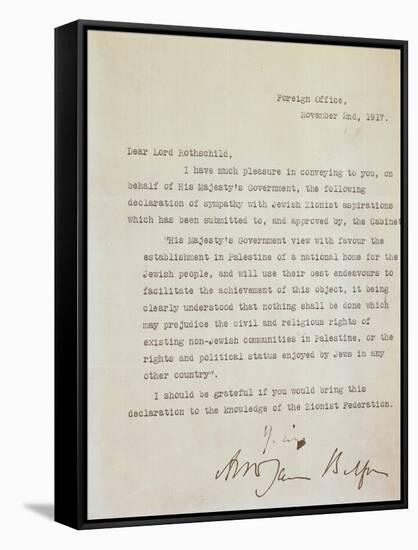 Foreign Office,
November 2nd, 1917.
Dear Lord Rothschild,
I have much pleasure in conveying to you, on
behalf of His Majesty's Government, the following
declaration of sympathy with Jewish Zionist aspirations
which has been submitted to, and approved by, the Cabinet
"His Majesty's Government view with favour the
establishment in Palestine of a national home for the
Jewish people, and will use their best endeavours to
facilitate the achievement of this object, it being
clearly understood that nothing shall be done which
may prejudice the civil and religious rights of
existing non-Jewish communities in Palestine, or the
rights and political status enjoyed by Jews in any
other country".
I should be grateful if you would bring this
declaration to the knowledge of the Zionist Federation.